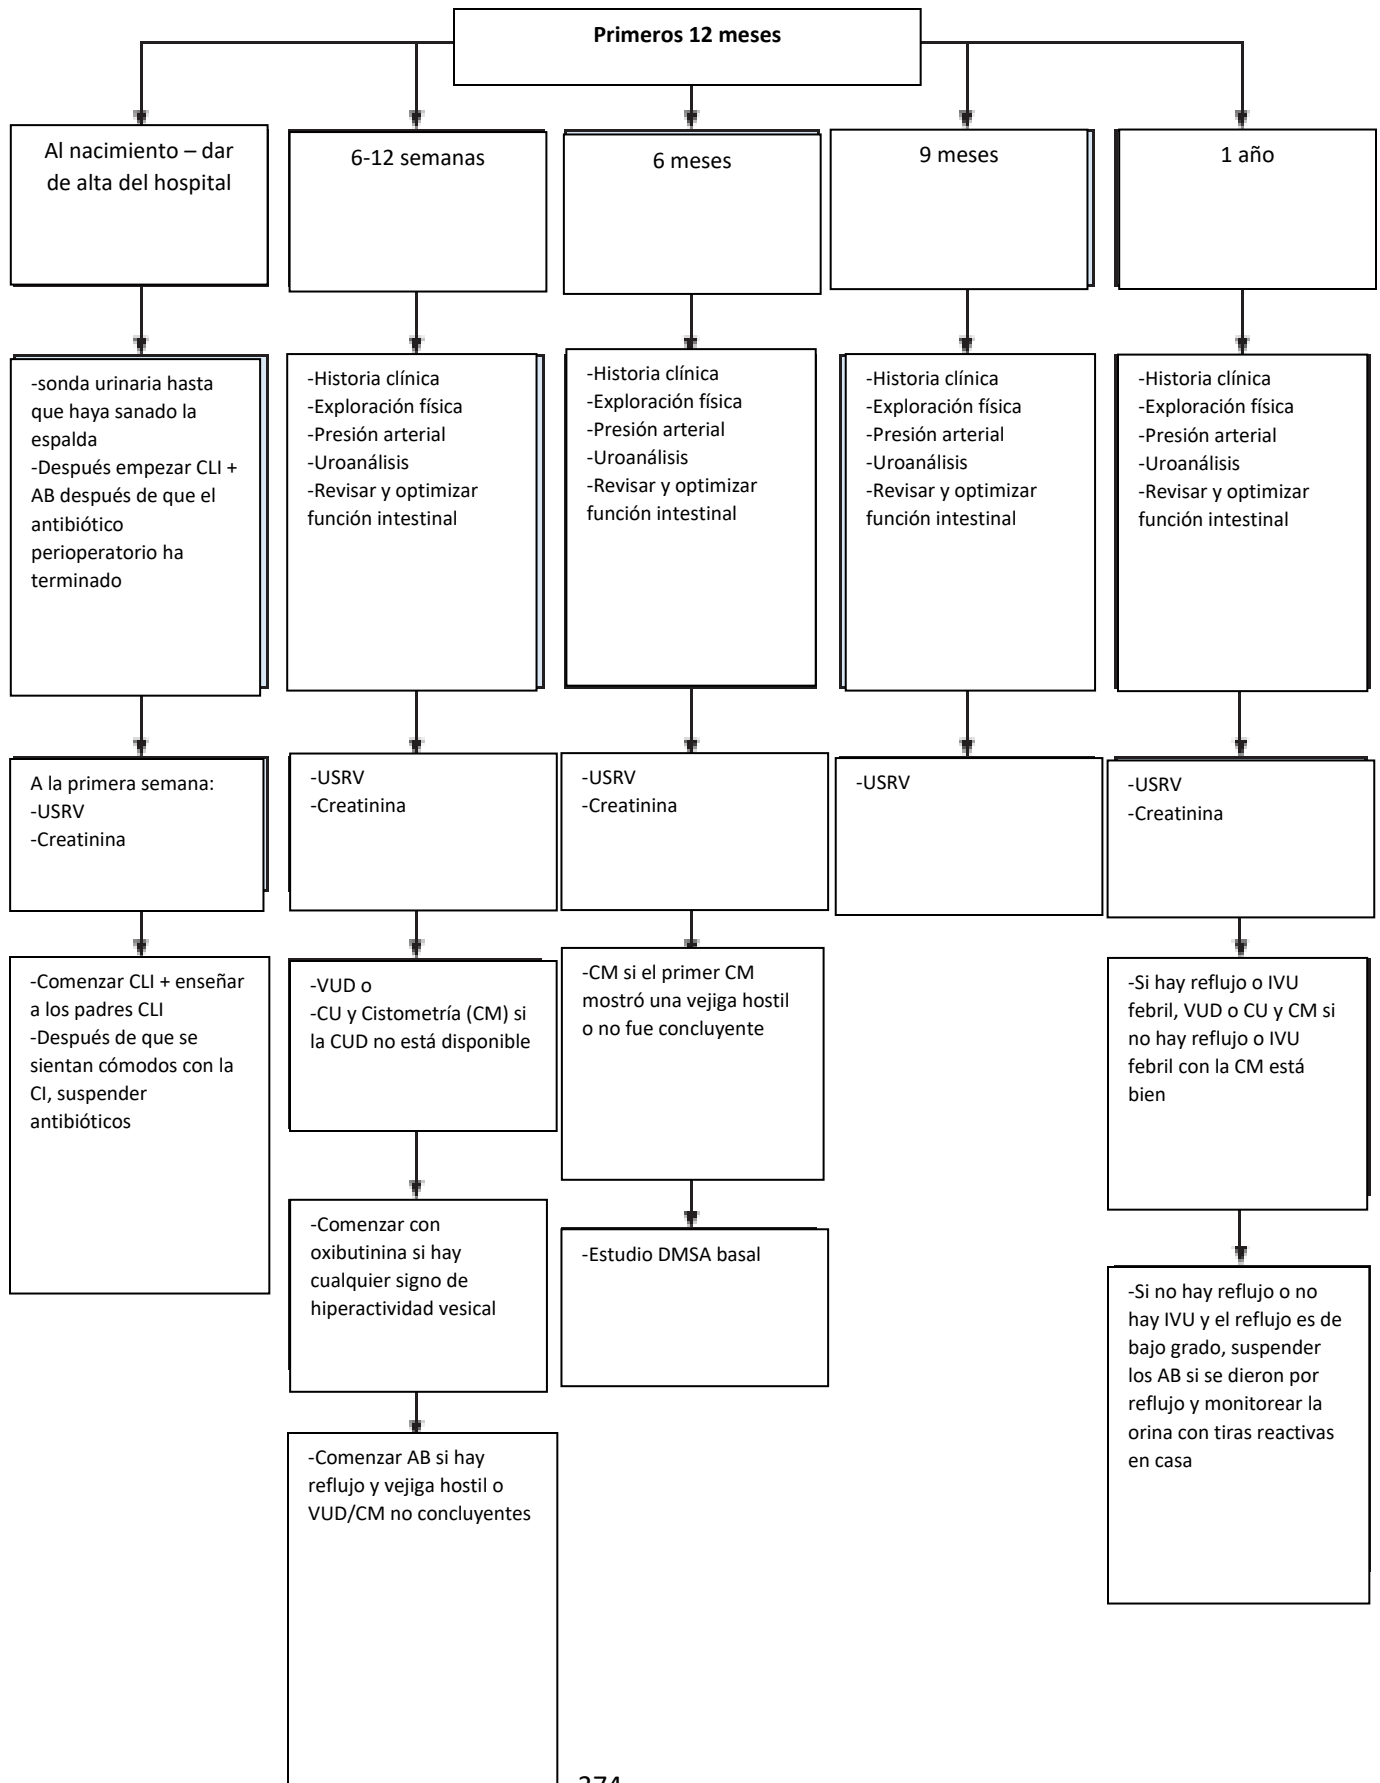 Primeros 12 meses
Al nacimiento – dar
de alta del hospital
6-12 semanas
6 meses
9 meses
1 año
-sonda urinaria hasta
que haya sanado la
espalda
-Después empezar CLI +
AB después de que el
antibiótico
perioperatorio ha
terminado
-Historia clínica
-Exploración física
-Presión arterial
-Uroanálisis
-Revisar y optimizar
función intestinal
-Historia clínica
-Exploración física
-Presión arterial
-Uroanálisis
-Revisar y optimizar
función intestinal
-Historia clínica
-Exploración física
-Presión arterial
-Uroanálisis
-Revisar y optimizar
función intestinal
-Historia clínica
-Exploración física
-Presión arterial
-Uroanálisis
-Revisar y optimizar
función intestinal
A la primera semana:
-USRV
-Creatinina
-USRV
-Creatinina
-USRV
-Creatinina
-USRV
-USRV
-Creatinina
-Comenzar CLI + enseñar
a los padres CLI
-Después de que se
sientan cómodos con la
CI, suspender
antibióticos
-VUD o
-CU y Cistometría (CM) si
la CUD no está disponible
-CM si el primer CM
mostró una vejiga hostil
o no fue concluyente
-Si hay reflujo o IVU
febril, VUD o CU y CM si
no hay reflujo o IVU
febril con la CM está
bien
-Comenzar con
oxibutinina si hay
cualquier signo de
hiperactividad vesical
-Estudio DMSA basal
-Si no hay reflujo o no
hay IVU y el reflujo es de
bajo grado, suspender
los AB si se dieron por
reflujo y monitorear la
orina con tiras reactivas
en casa
-Comenzar AB si hay
reflujo y vejiga hostil o
VUD/CM no concluyentes